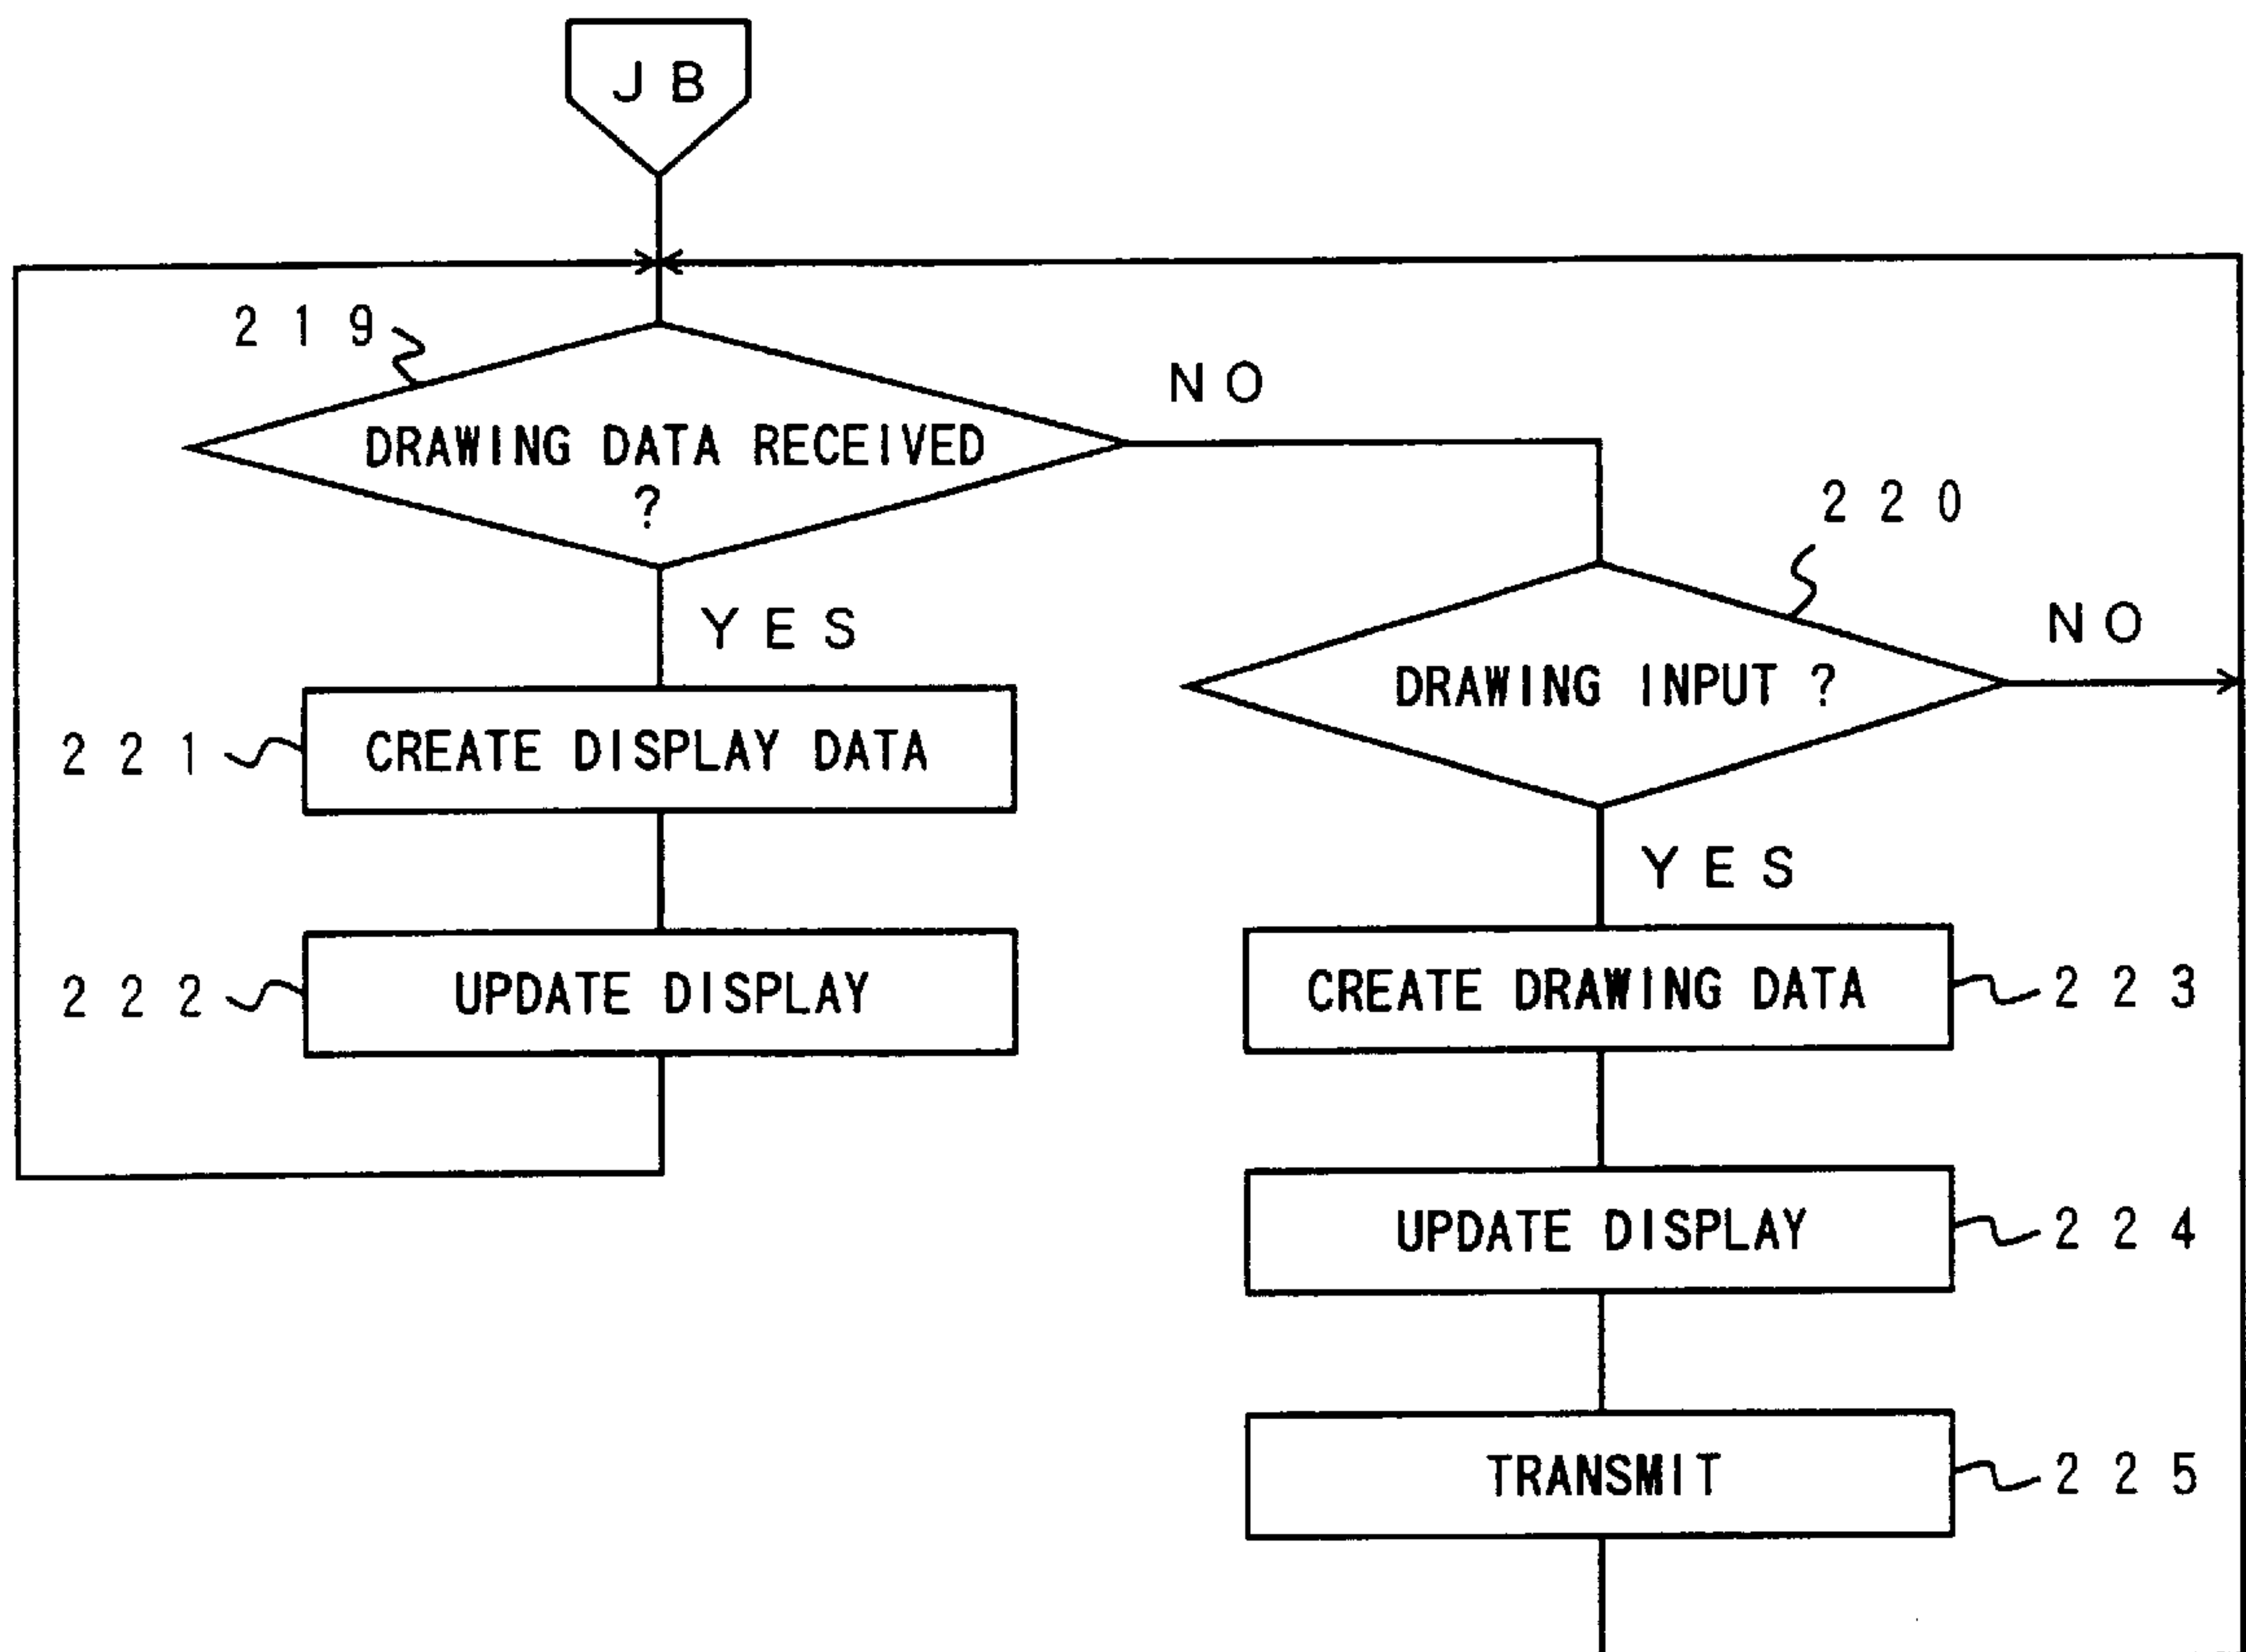 JB
219
NO
DRAWING DATA RECEIVED
?
220
YES
NO
DRAWING INPUT ?
221
CREATE DISPLAY DATA
YES
222
UPDATE DISPLAY
CREATE DRAWING DATA
223
UPDATE DISPLAY
224
TRANSMIT
225